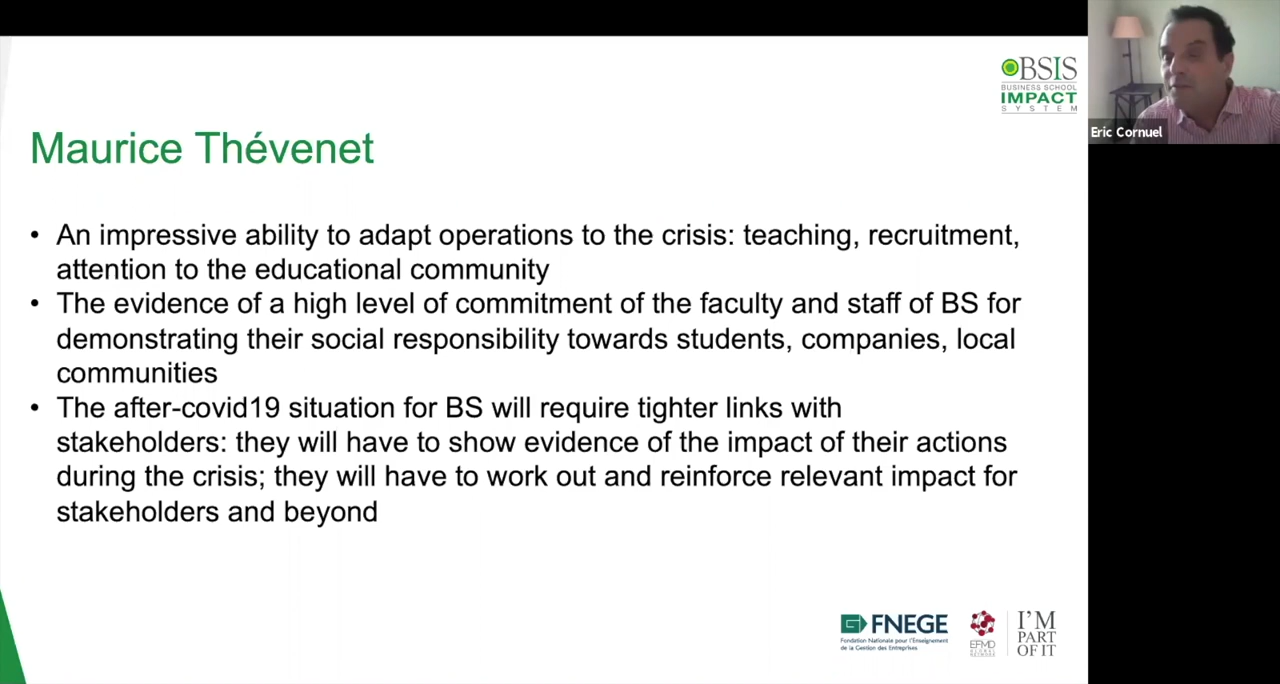 BSIS
BUSINESS SCHOOL
IMPACT
SYSTEM
Eric Cornuel
Maurice Thévenet
• An impressive ability to adapt operations to the crisis: teaching, recruitment,
attention to the educational community
• The evidence of a high level of commitment of the faculty and staff of BS for
demonstrating their social responsibility towards students, companies, local
communities
• The after-covid19 situation for BS will require tighter links with
stakeholders: they will have to show evidence of the impact of their actions
during the crisis; they will have to work out and reinforce relevant impact for
stakeholders and beyond
FNEGE
Fondation Nationale pour l'Enseignement
de la Gestion des Entreprises
EFMD
GLOBAL
NETWORK
I'M
PART
OF IT